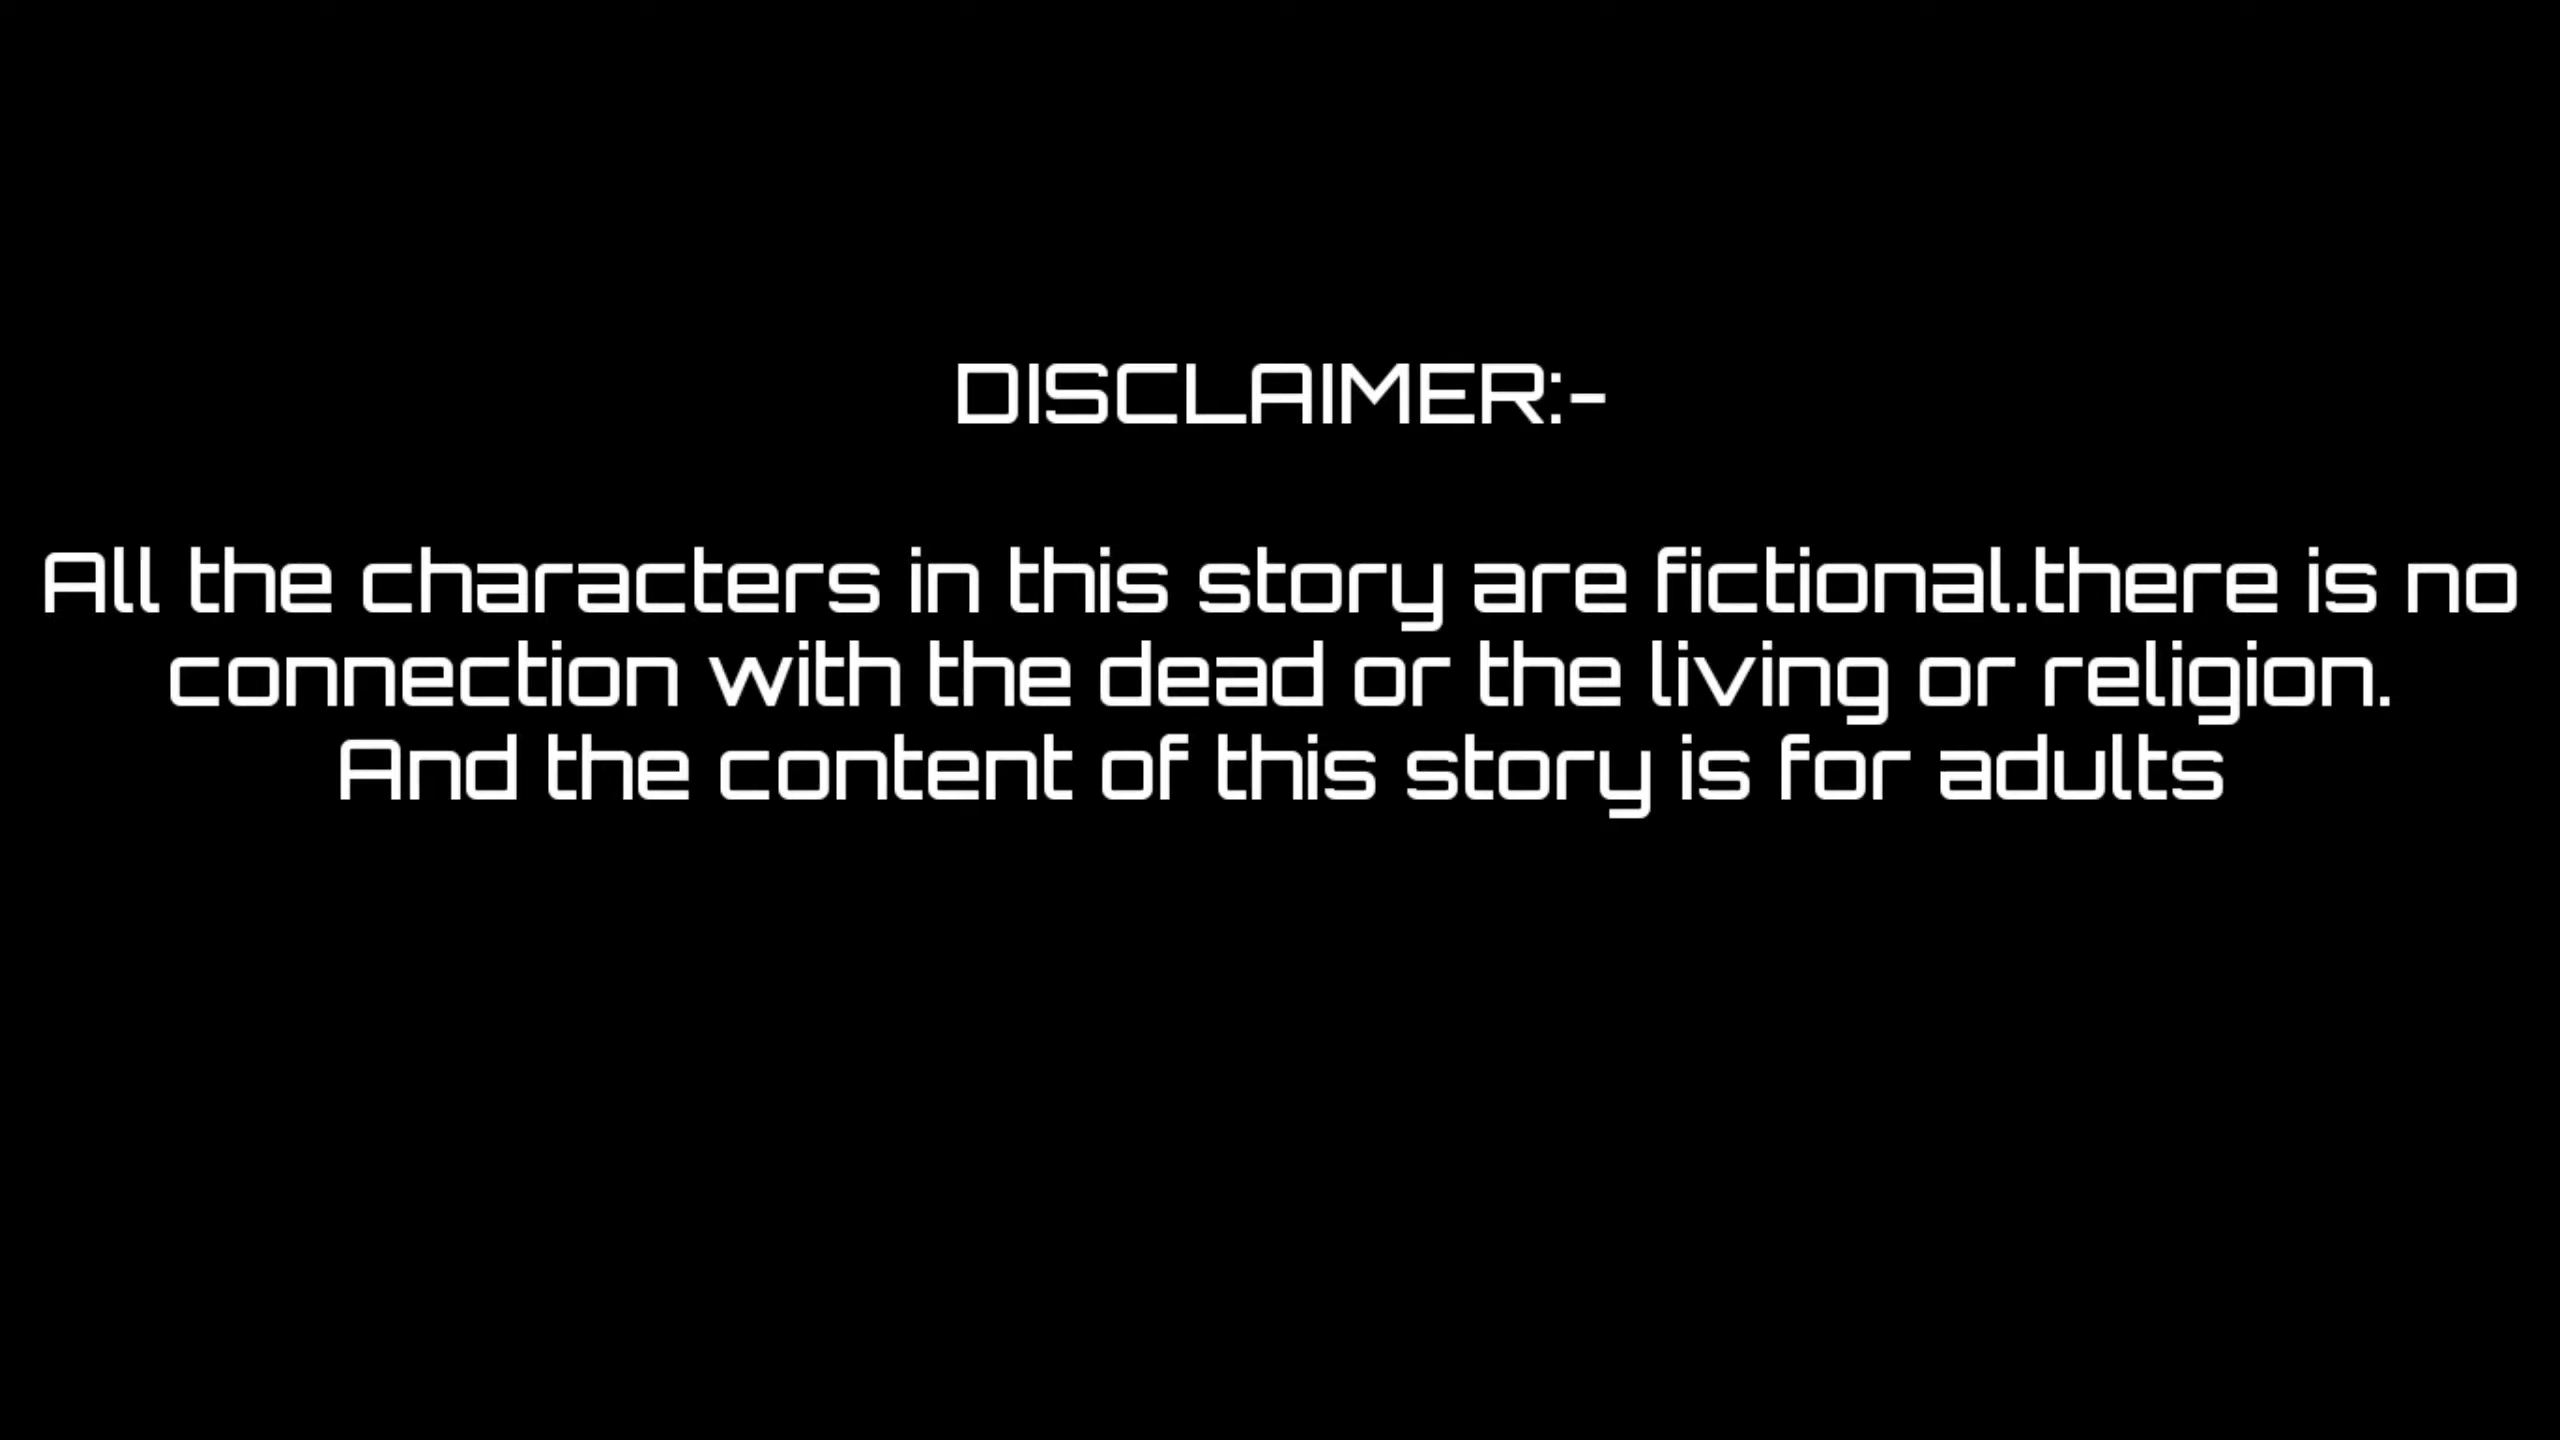 DISCLAIMER:-
All the characters in this story are fictional.there is no
connection with the dead or the living or religion.
And the content of this story is for adults